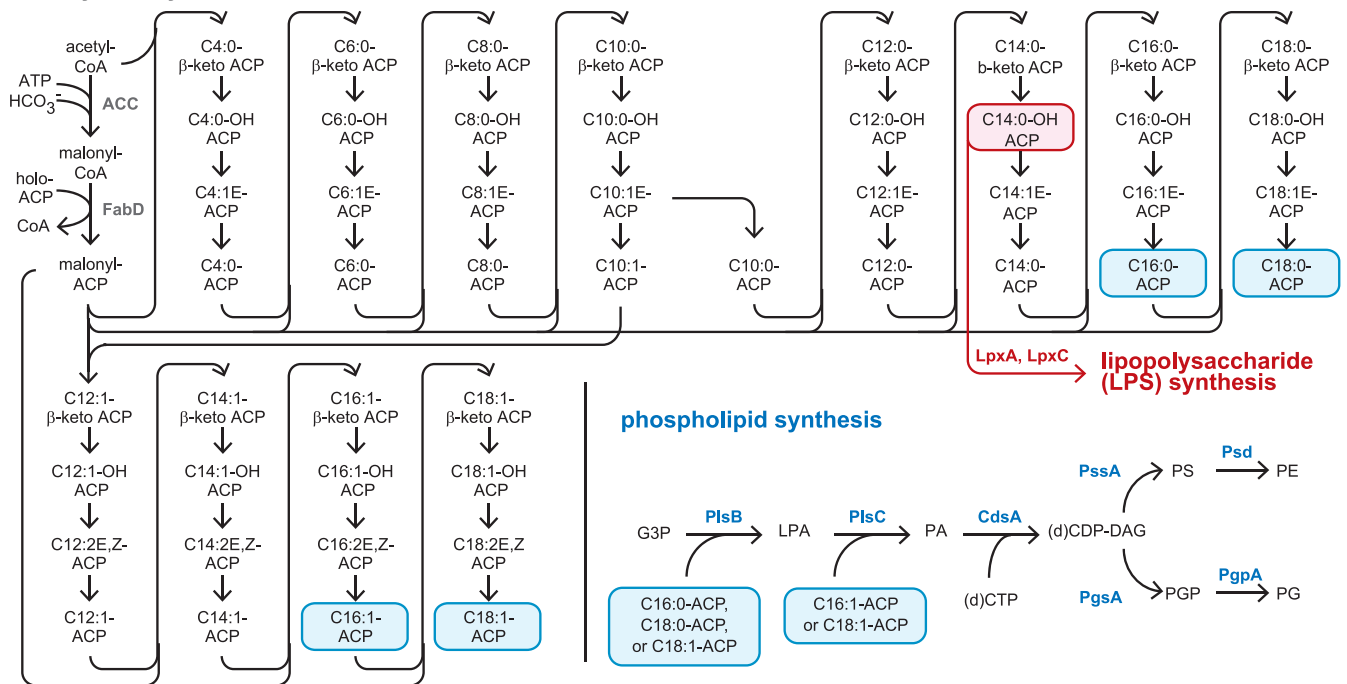 acetyl-
CoA
ATP
HCO3-
ACC
malonyl-
CoA
holo-
ACP
FabD
CoA
malonyl-
ACP
C4:0-
β-keto ACP
C4:0-OH
ACP
C4:1E-
ACP
C4:0-
ACP
C6:0-
β-keto ACP
C6:0-OH
ACP
C6:1E-
ACP
C6:0-
ACP
C8:0-
β-keto ACP
C8:0-OH
ACP
C8:1E-
ACP
C8:0-
ACP
C10:0-
β-keto ACP
C10:0-OH
ACP
C10:1E-
ACP
C10:1-
ACP
C10:0-
ACP
C12:0-
β-keto ACP
C12:0-OH
ACP
C12:1E-
ACP
C12:0-
ACP
C14:0-
b-keto ACP
C14:0-OH
ACP
C14:1E-
ACP
C14:0-
ACP
C16:0-
β-keto ACP
C16:0-OH
ACP
C16:1E-
ACP
C16:0-
ACP
C18:0-
β-keto ACP
C18:0-OH
ACP
C18:1E-
ACP
C18:0-
ACP
LpxA, LpxC
lipopolysaccharide
(LPS) synthesis
C12:1-
β-keto ACP
C12:1-OH
ACP
C12:2E,Z-
ACP
C12:1-
ACP
C14:1-
β-keto ACP
C14:1-OH
ACP
C14:2E,Z-
ACP
C14:1-
ACP
C16:1-
β-keto ACP
C16:1-OH
ACP
C16:2E,Z-
ACP
C16:1-
ACP
C18:1-
β-keto ACP
C18:1-OH
ACP
C18:2E,Z
ACP
C18:1-
ACP
phospholipid synthesis
G3P
PlsB
LPA
PlsC
PA
CdsA
(d)CDP-DAG
PssA
PS
Psd
PE
PgsA
PGP
PgpA
PG
C16:0-ACP,
C18:0-ACP,
or C18:1-ACP
C16:1-ACP
or C18:1-ACP
(d)CTP